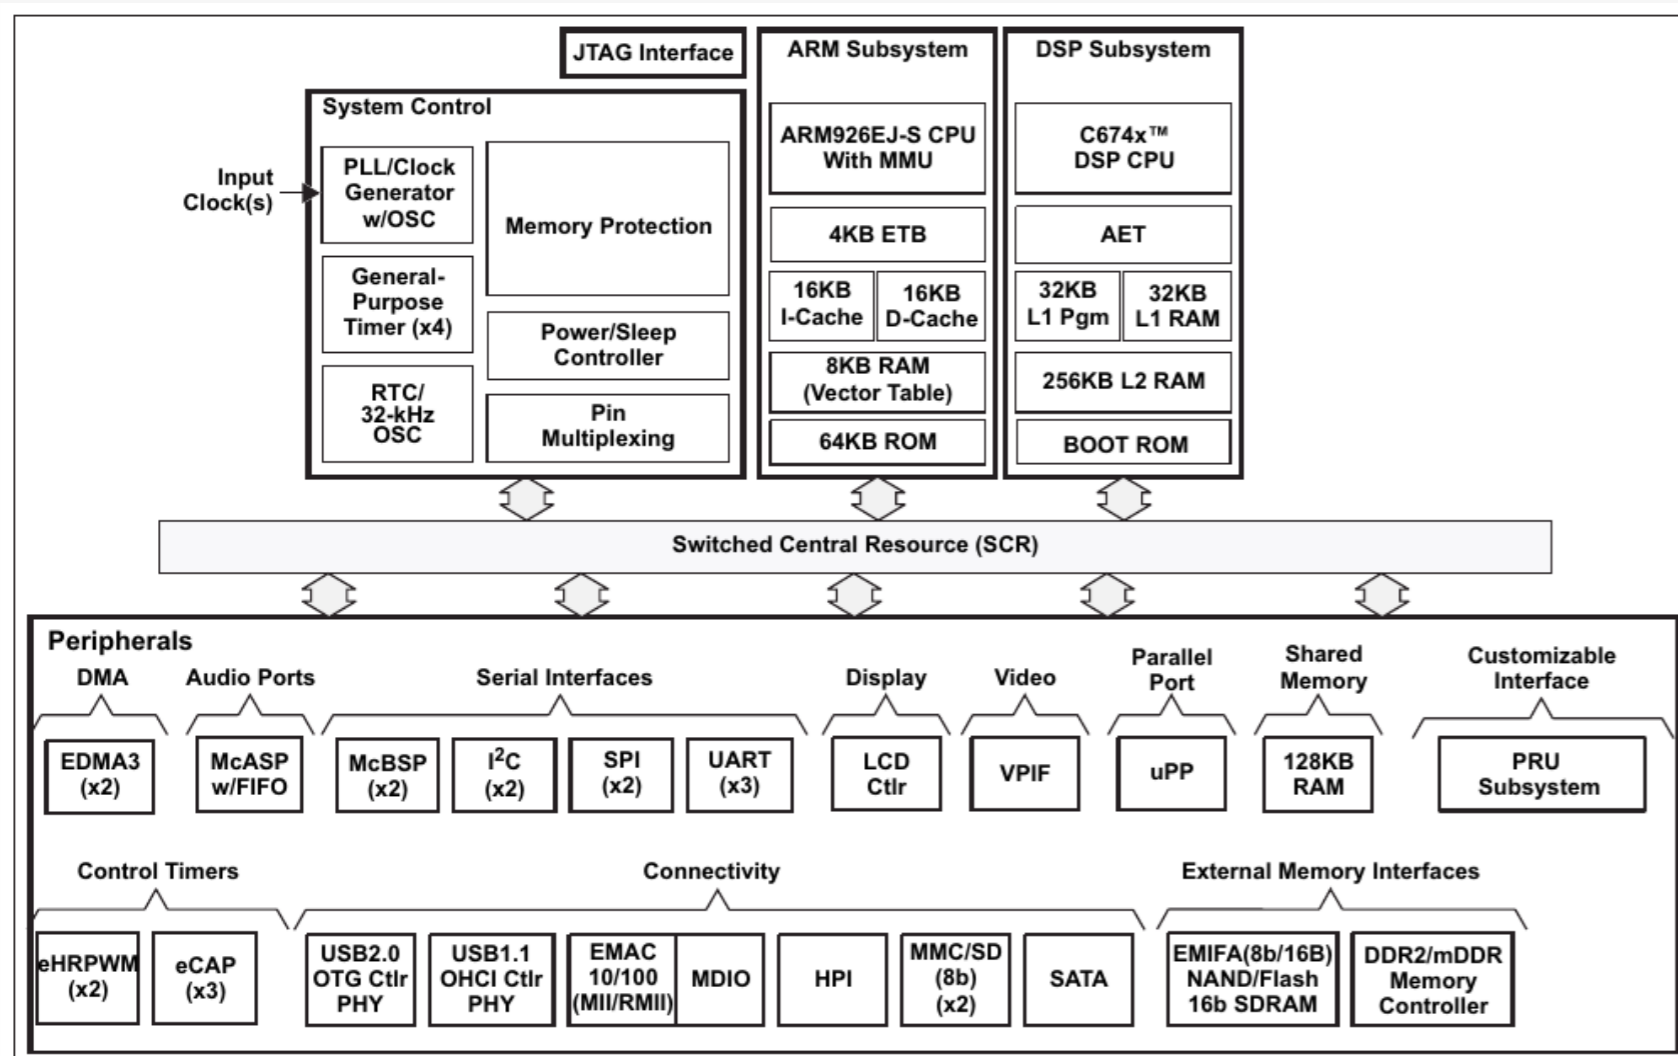 JTAG Interface
System Control
Input
Clock(s)
PLL/Clock
Generator
w/OSC
General-
Purpose
Timer (x4)
RTC/
32-kHz
OSC
Memory Protection
Power/Sleep
Controller
Pin
Multiplexing
ARM Subsystem
ARM926EJ-S CPU
With MMU
4KB ETB
16KB
I-Cache
16KB
D-Cache
8KB RAM
(Vector Table)
64KB ROM
DSP Subsystem
C674x™
DSP CPU
AET
32KB
L1 Pgm
32KB
L1 RAM
256KB L2 RAM
BOOT ROM
Switched Central Resource (SCR)
Peripherals
DMA
EDMA3
(x2)
Audio Ports
McASP
w/FIFO
Serial Interfaces
McBSP
(x2)
I²C
(x2)
SPI
(x2)
UART
(x3)
Display
LCD
Ctlr
Video
VPIF
Parallel
Port
uPP
Shared
Memory
128KB
RAM
Customizable
Interface
PRU
Subsystem
Control Timers
eHRPWM
(x2)
eCAP
(x3)
Connectivity
USB2.0
OTG Ctlr
PHY
USB1.1
OHCI Ctlr
PHY
EMAC
10/100
(MII/RMII)
MDIO
HPI
MMC/SD
(8b)
(x2)
SATA
External Memory Interfaces
EMIFA(8b/16B)
NAND/Flash
16b SDRAM
DDR2/mDDR
Memory
Controller